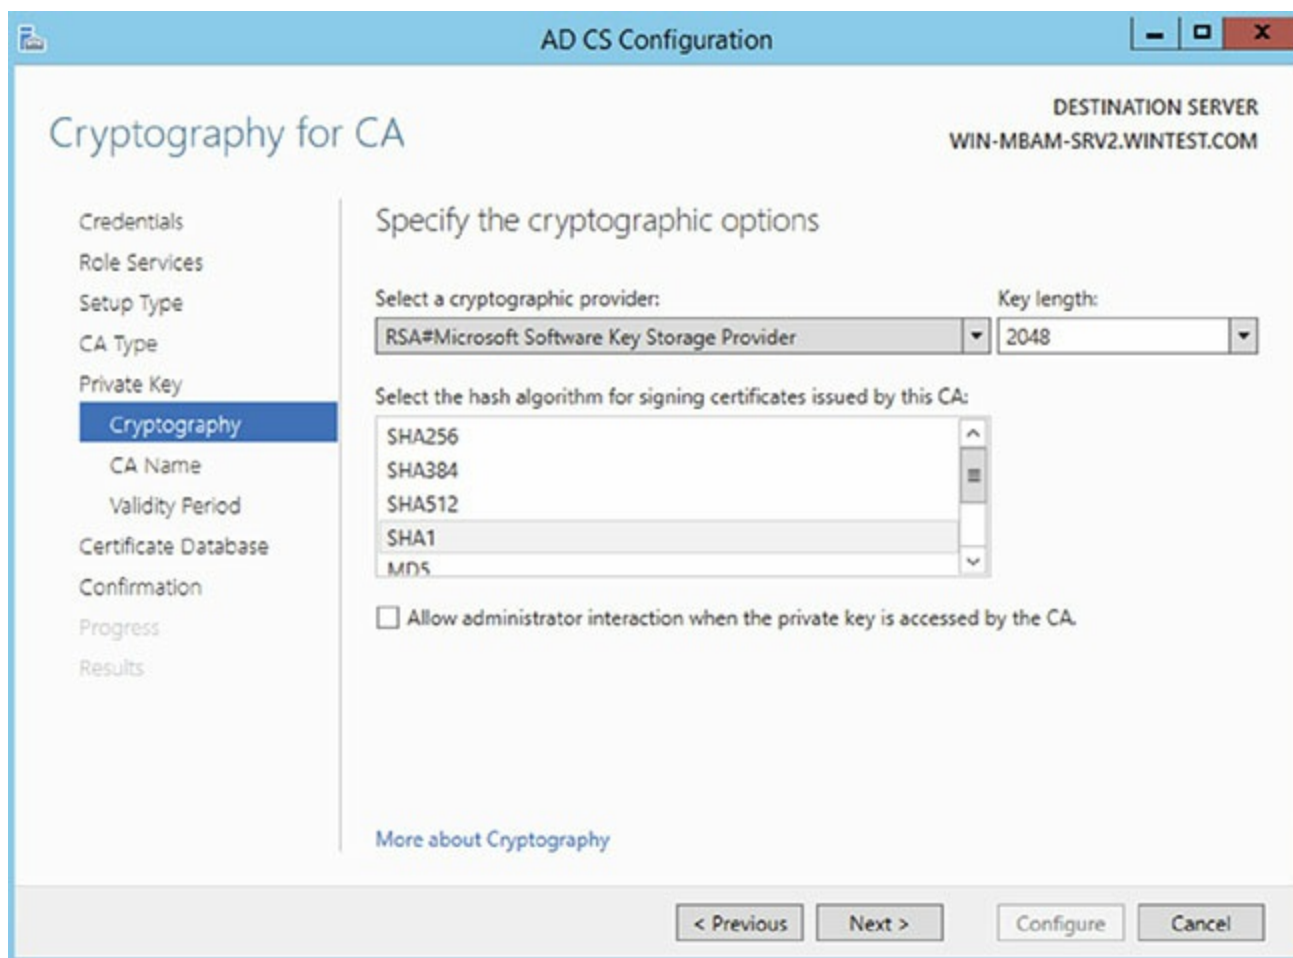 AD CS Configuration
Cryptography for CA
DESTINATION SERVER
WIN-MBAM-SRV2.WINTEST.COM
Credentials
Role Services
Setup Type
CA Type
Private Key
Cryptography
CA Name
Validity Period
Certificate Database
Confirmation
Progress
Results
Specify the cryptographic options
Select a cryptographic provider:
Key length:
RSA#Microsoft Software Key Storage Provider
2048
Select the hash algorithm for signing certificates issued by this CA:
SHA256
SHA384
SHA512
SHA1
MD5
Allow administrator interaction when the private key is accessed by the CA.
More about Cryptography
< Previous
Next >
Configure
Cancel